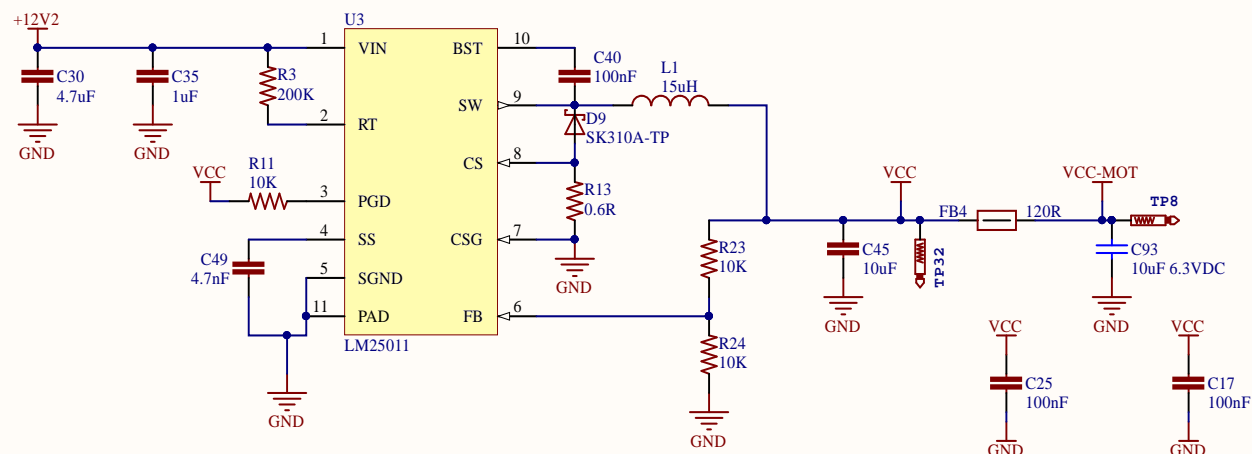 +12V2
U3
1 VIN
BST 10
C30
4.7uF
C35
1uF
R3
200K
C40
100nF
L1
15uH
SW 9
2 RT
D9
SK310A-TP
GND
GND
CS 8
VCC
R11
10K
3 PGD
R13
0.6R
VCC
VCC-MOT
TP8
FB4
120R
4 SS
CSG 7
C49
4.7nF
R23
10K
C45
10uF
TP32
C93
10uF 6.3VDC
5 SGND
GND
11 PAD
FB 6
GND
GND
LM25011
R24
10K
VCC
VCC
C25
100nF
C17
100nF
GND
GND
GND
GND